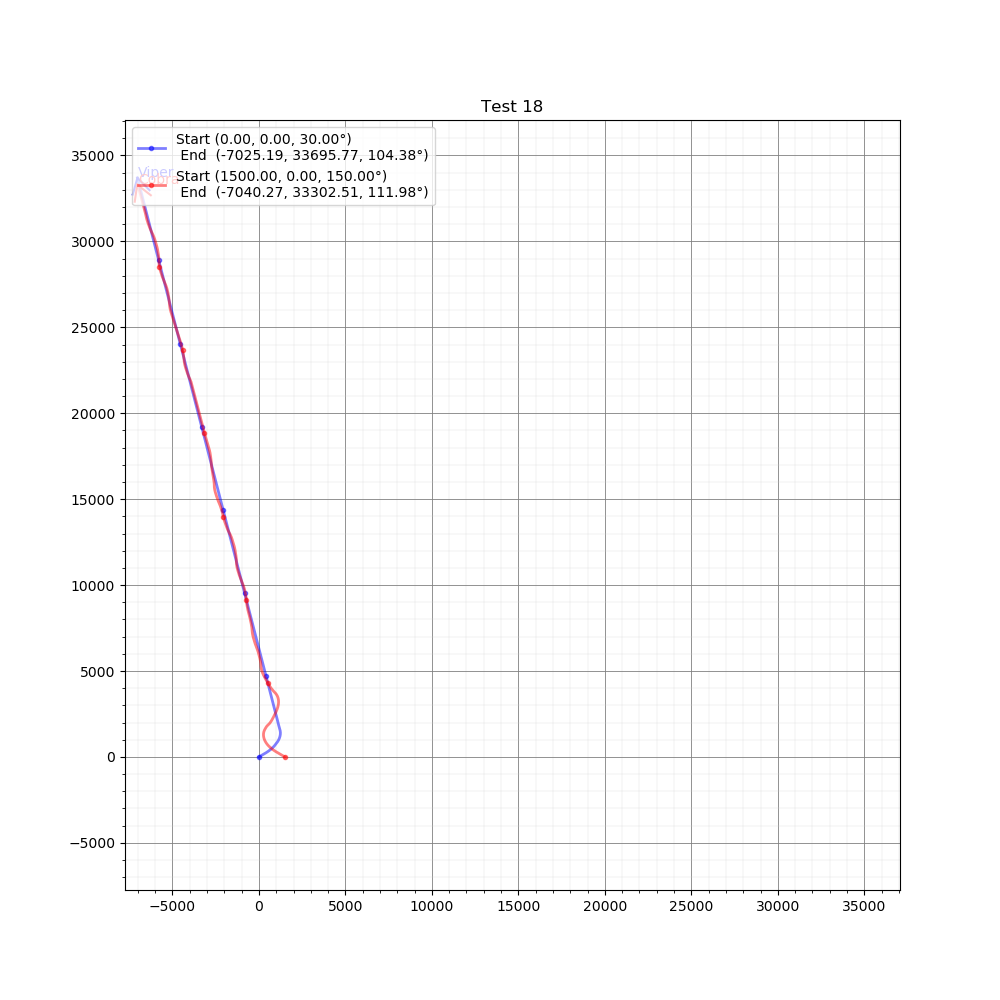 Test 18
Start (0.00, 0.00, 30.00°)
End (-7025.19, 33695.77, 104.38°)
Viper
Start (1500.00, 0.00, 150.00°)
End (-7040.27, 33302.51, 111.98°)
35000
30000
25000
20000
15000
10000
5000
0
−5000
−5000 0 5000 10000 15000 20000 25000 30000 35000